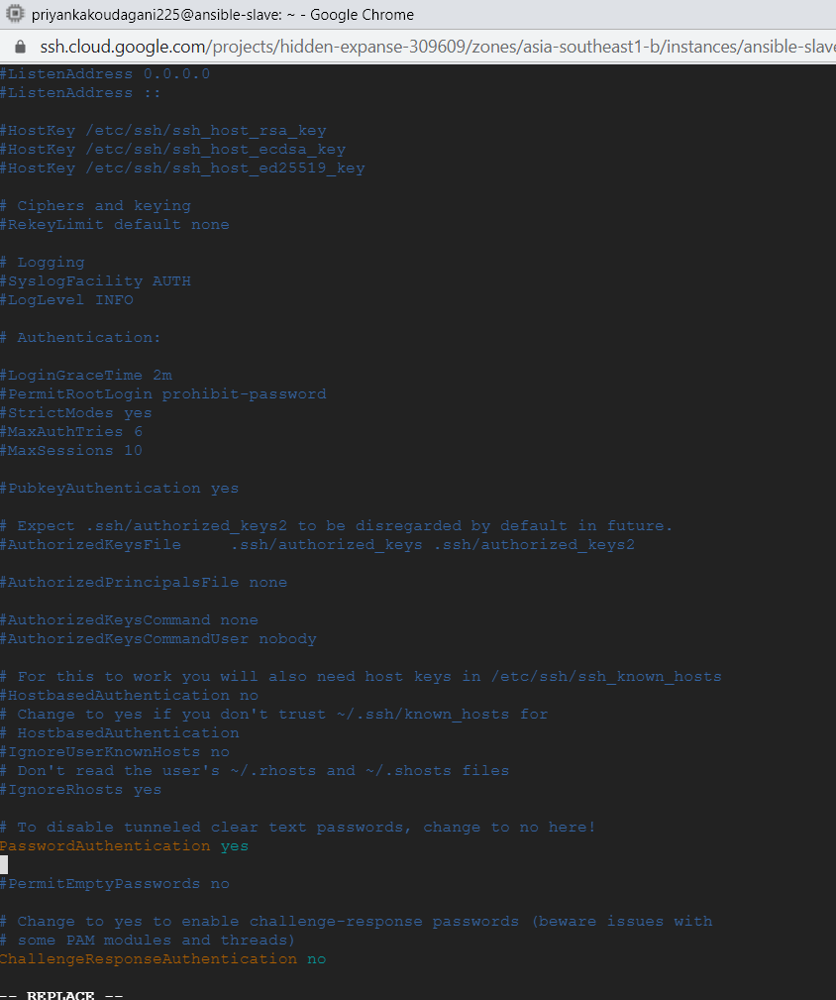 priyankakoudagani225@ansible-slave: ~ - Google Chrome
ssh.cloud.google.com/projects/hidden-expanse-309609/zones/asia-southeast1-b/instances/ansible-slave
#ListenAddress 0.0.0.0
#ListenAddress ::
#HostKey /etc/ssh/ssh_host_rsa_key
#HostKey /etc/ssh/ssh_host_ecdsa_key
#HostKey /etc/ssh/ssh_host_ed25519_key
# Ciphers and keying
#RekeyLimit default none
# Logging
#SyslogFacility AUTH
#LogLevel INFO
# Authentication:
#LoginGraceTime 2m
#PermitRootLogin prohibit-password
#StrictModes yes
#MaxAuthTries 6
#MaxSessions 10
#PubkeyAuthentication yes
# Expect .ssh/authorized_keys2 to be disregarded by default in future.
#AuthorizedKeysFile     .ssh/authorized_keys .ssh/authorized_keys2
#AuthorizedPrincipalsFile none
#AuthorizedKeysCommand none
#AuthorizedKeysCommandUser nobody
# For this to work you will also need host keys in /etc/ssh/ssh_known_hosts
#HostbasedAuthentication no
# Change to yes if you don't trust ~/.ssh/known_hosts for
# HostbasedAuthentication
#IgnoreUserKnownHosts no
# Don't read the user's ~/.rhosts and ~/.shosts files
#IgnoreRhosts yes
# To disable tunneled clear text passwords, change to no here!
PasswordAuthentication yes
#PermitEmptyPasswords no
# Change to yes to enable challenge-response passwords (beware issues with
# some PAM modules and threads)
ChallengeResponseAuthentication no
-- REPLACE --